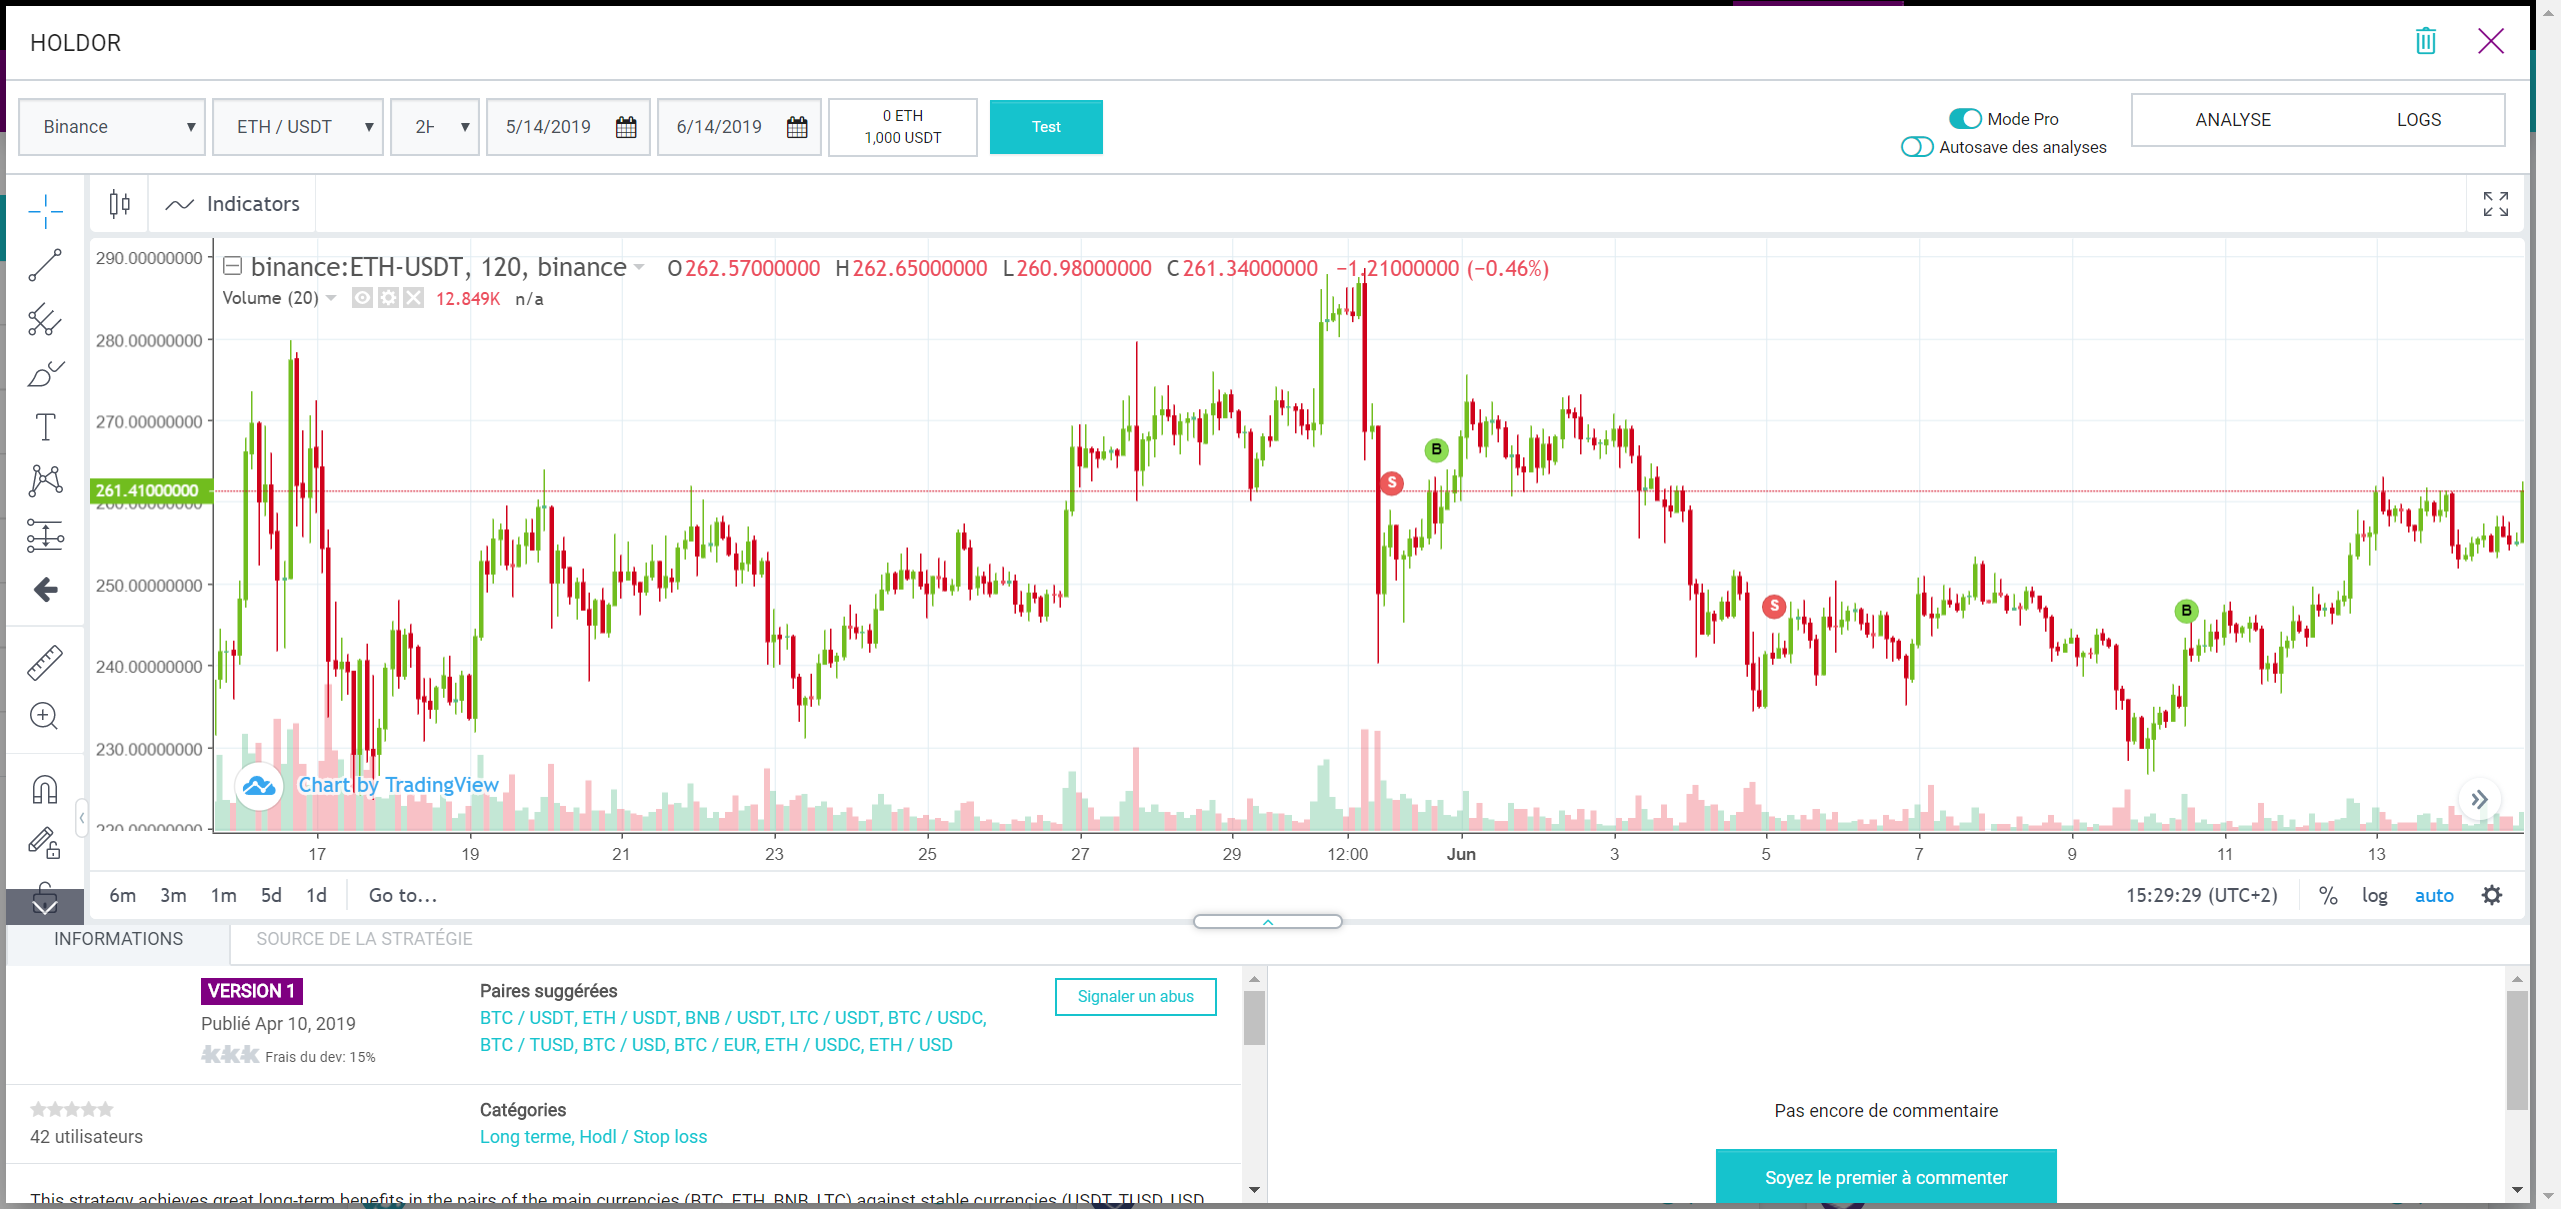 HOLDOR
Binance ETH / USDT 5/14/2019 6/14/2019
0 ETH
1,000 USDT
Test
Mode Pro
Autosave des analyses
ANALYSE LOGS
Indicators
290.00000000
280.00000000
270.00000000
261.41000000
260.00000000
250.00000000
240.00000000
230.00000000
220.00000000
binance:ETH-USDT, 120, binance O262.57000000 H262.65000000 L260.98000000 C261.34000000 −1.21000000 (−0.46%)
Volume (20) 12.849K n/a
B
S
S
B
Chart by TradingView
17 19 21 23 25 27 29 12:00 Jun 3 5 7 9 11 13
6m 3m 1m 5d 1d Go to... 15:29:29 (UTC+2) % log auto
INFORMATIONS SOURCE DE LA STRATÉGIE
VERSION 1
Publié Apr 10, 2019
Frais du dev: 15%
Paires suggérées
BTC / USDT, ETH / USDT, BNB / USDT, LTC / USDT, BTC / USDC,
BTC / TUSD, BTC / USD, BTC / EUR, ETH / USDC, ETH / USD
Signaler un abus
42 utilisateurs
Catégories
Long terme, Hodl / Stop loss
This strategy achieves great long-term benefits in the pairs of the main currencies (BTC, ETH, BNB, LTC) against stable currencies (USDT, TUSD, USD,
Pas encore de commentaire
Soyez le premier à commenter